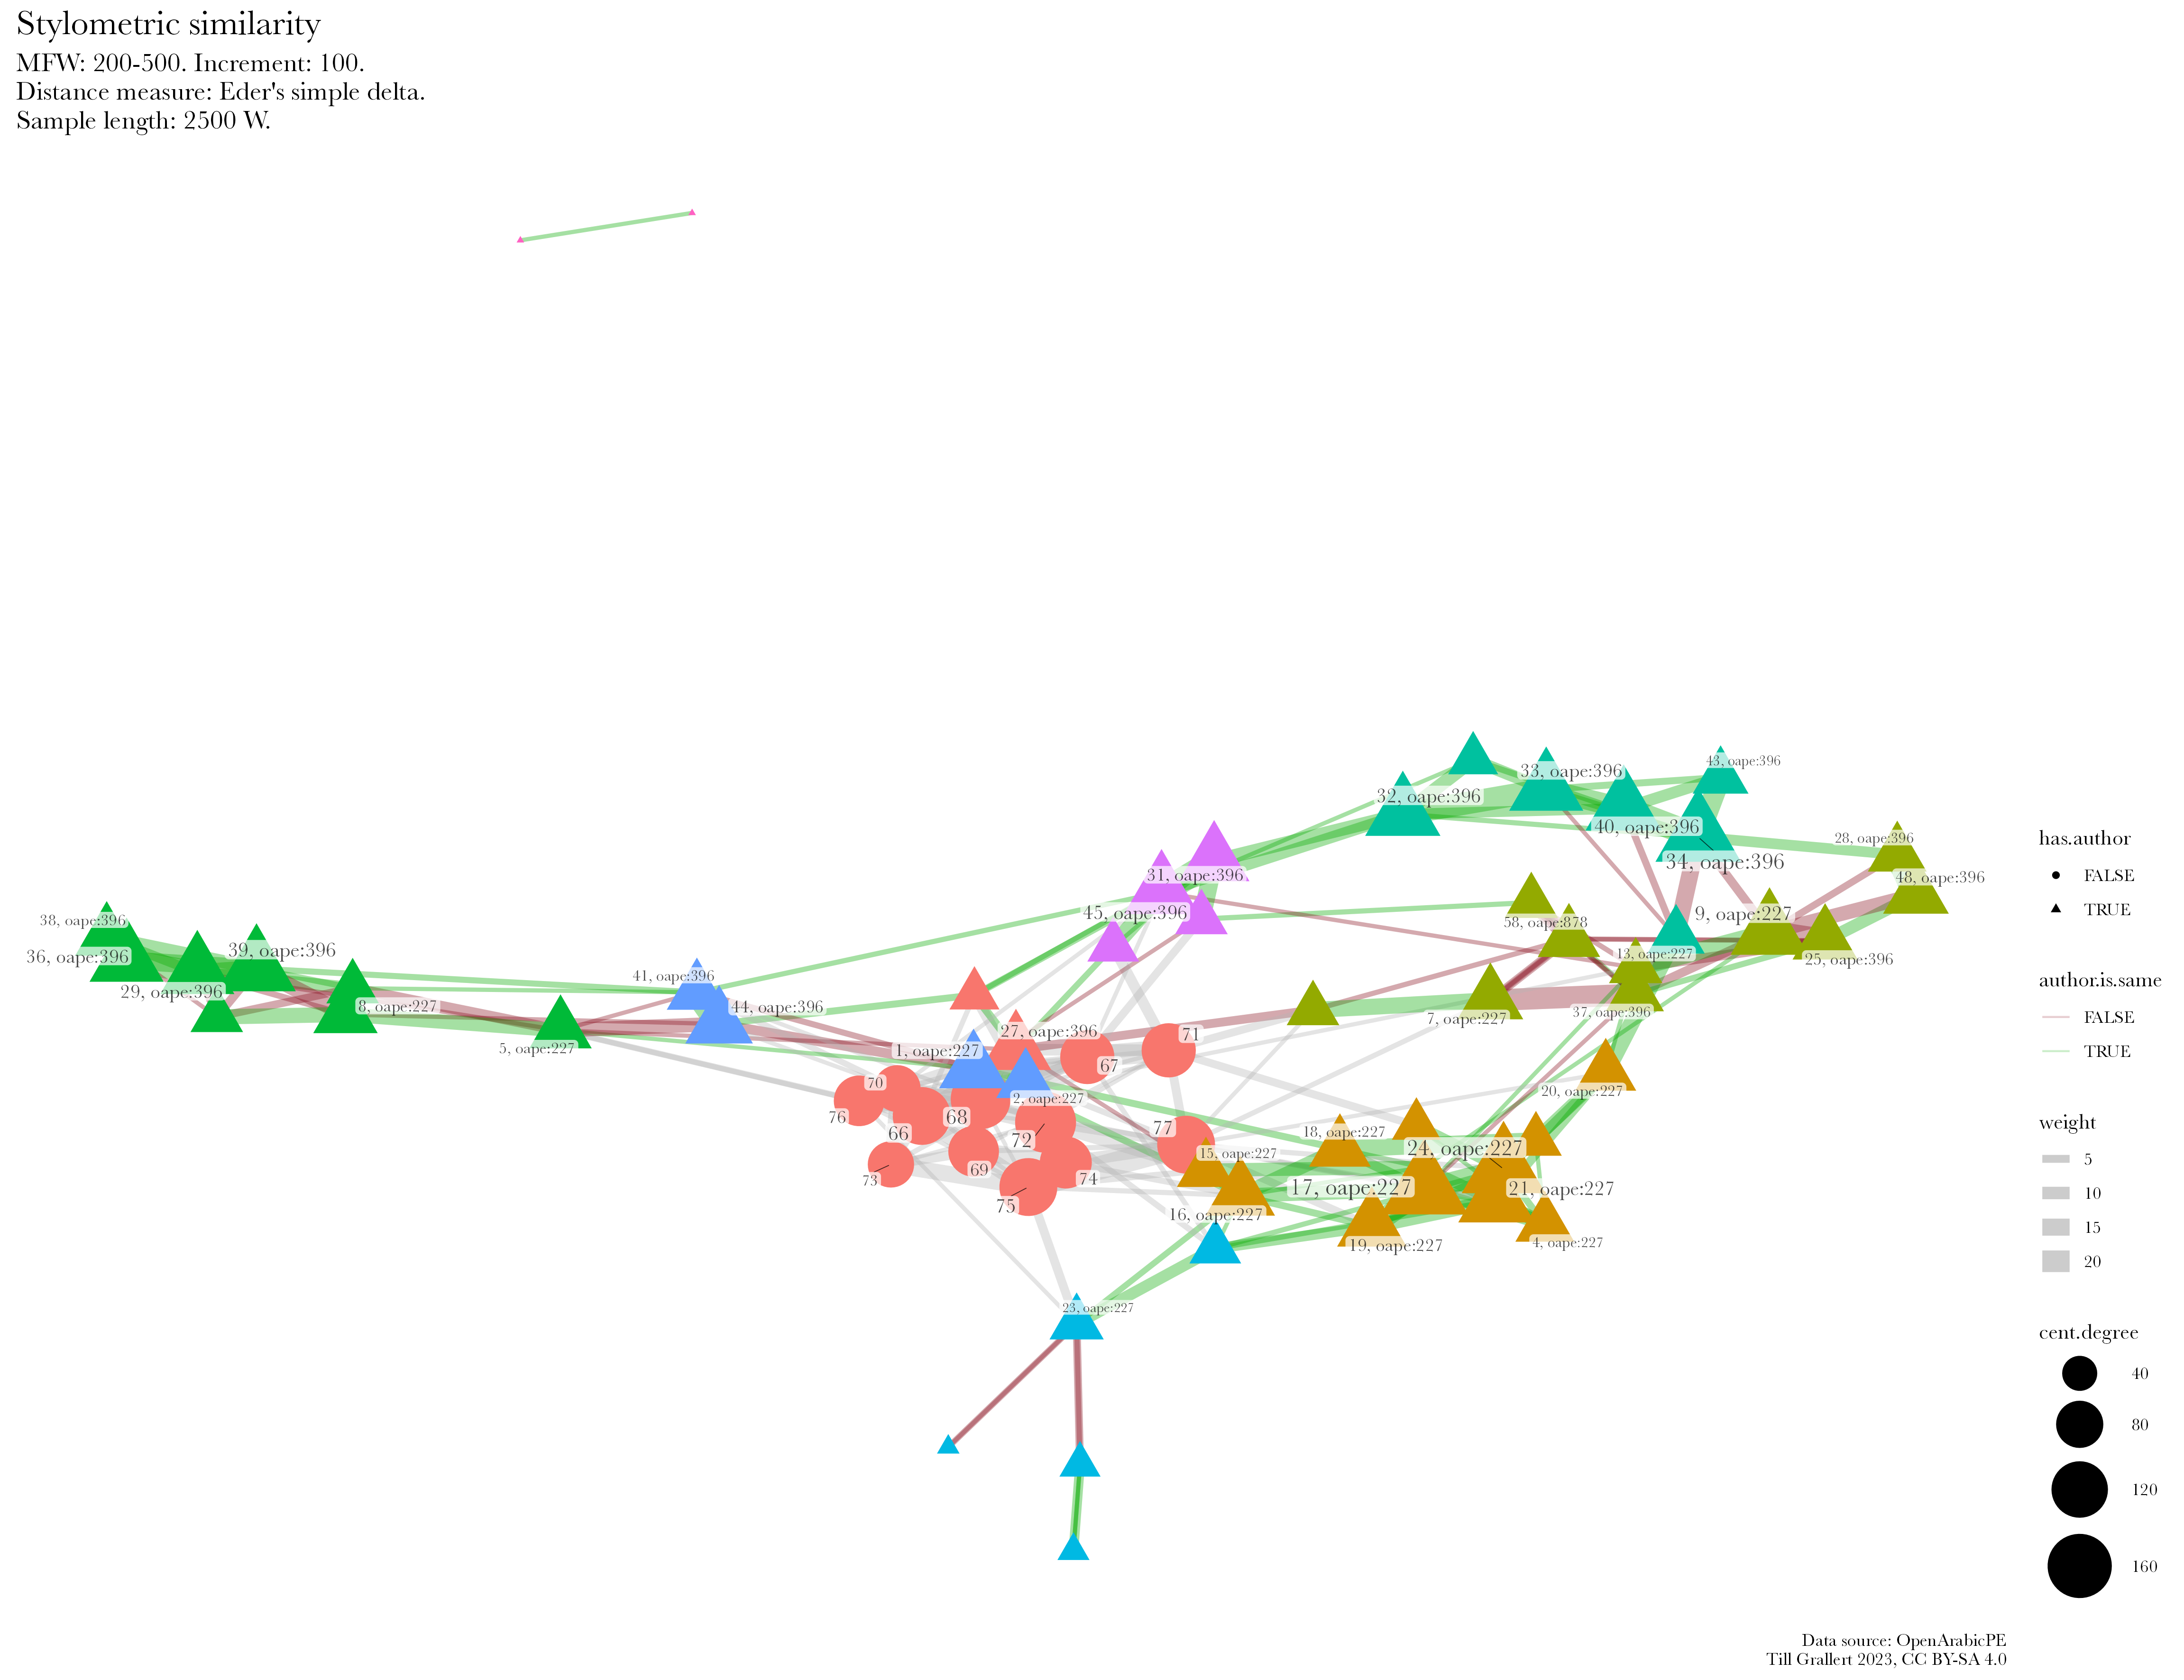 Stylometric similarity
MFW: 200-500. Increment: 100.
Distance measure: Eder's simple delta.
Sample length: 2500 W.
43, oape:396
33, oape:396
32, oape:396
40, oape:396
28, oape:396
34, oape:396
31, oape:396
48, oape:396
45, oape:396
9, oape:227
38, oape:396
58, oape:878
39, oape:396
13, oape:227
36, oape:396
25, oape:396
41, oape:396
29, oape:396
8, oape:227
44, oape:396
37, oape:396
7, oape:227
27, oape:396
71
5, oape:227
1, oape:227
67
70
20, oape:227
2, oape:227
76
68
77
18, oape:227
66
72
24, oape:227
15, oape:227
69
73
74
17, oape:227
21, oape:227
75
16, oape:227
19, oape:227
4, oape:227
23, oape:227
has.author
FALSE
TRUE
author.is.same
FALSE
TRUE
weight
5
10
15
20
cent.degree
40
80
120
160
Data source: OpenArabicPE
Till Grallert 2023, CC BY-SA 4.0